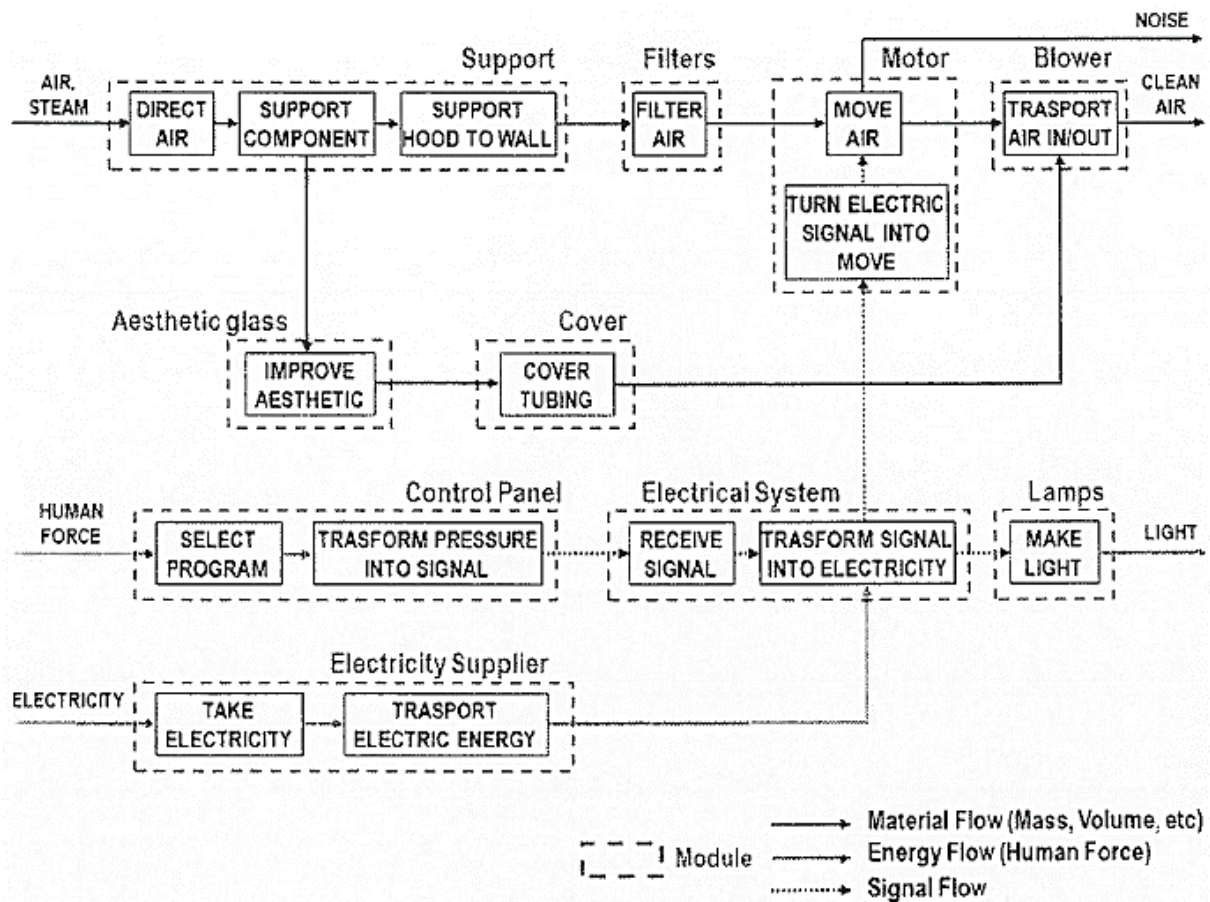 NOISE
Support
Filters
Motor
Blower
AIR,
STEAM
CLEAN
AIR
DIRECT
AIR
SUPPORT
COMPONENT
SUPPORT
HOOD TO WALL
FILTER
AIR
MOVE
AIR
TRASPORT
AIR IN/OUT
TURN ELECTRIC
SIGNAL INTO
MOVE
Aesthetic glass
Cover
IMPROVE
AESTHETIC
COVER
TUBING
Control Panel
Electrical System
Lamps
HUMAN
FORCE
SELECT
PROGRAM
TRASFORM PRESSURE
INTO SIGNAL
RECEIVE
SIGNAL
TRASFORM SIGNAL
INTO ELECTRICITY
MAKE
LIGHT
LIGHT
Electricity Supplier
ELECTRICITY
TAKE
ELECTRICITY
TRASPORT
ELECTRIC ENERGY
Module
Material Flow (Mass, Volume, etc)
Energy Flow (Human Force)
Signal Flow